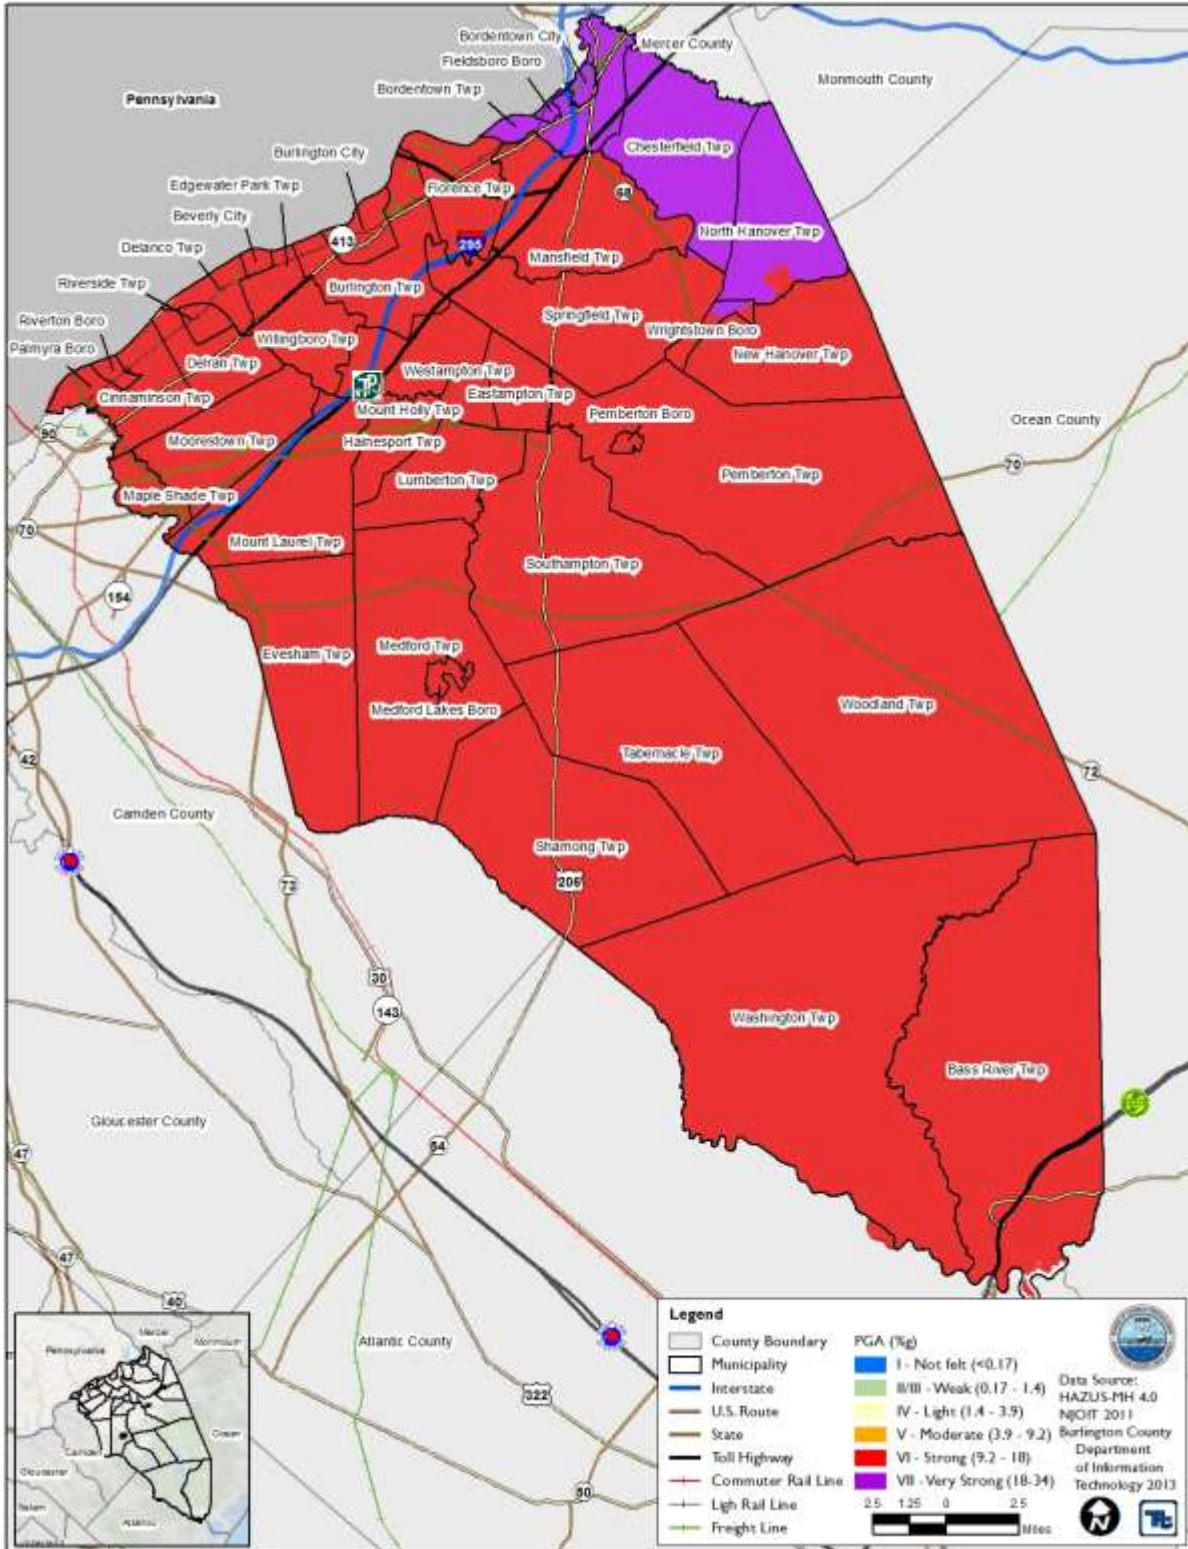 Bordentown City
Mercer County
Fieldsboro Boro
Monmouth County
Bordentown Twp
Pennsylvania
Chesterfield Twp
Burlington City
Edgewater Park Twp
Florence Twp
68
Beverly City
North Hanover Twp
413
295
Delanco Twp
Mansfield Twp
Riverside Twp
Burlington Twp
Springfield Twp
Riverton Boro
Willingboro Twp
Wrightstown Boro
Palmyra Boro
New Hanover Twp
Delran Twp
Westampton Twp
Cinnaminson Twp
Eastampton Twp
Mount Holly Twp
Pemberton Boro
Ocean County
90
Moorestown Twp
Hainesport Twp
70
Lumberton Twp
Pemberton Twp
Maple Shade Twp
70
Mount Laurel Twp
Southampton Twp
154
Evesham Twp
Medford Twp
Medford Lakes Boro
Woodland Twp
Tabernacle Twp
42
72
Camden County
Shamong Twp
206
73
30
143
Washington Twp
Bass River Twp
Gloucester County
54
47
47
40
Atlantic County
322
50
Legend
County Boundary
Municipality
Interstate
U.S. Route
State
Toll Highway
Commuter Rail Line
Ligh Rail Line
Freight Line
PGA (%g)
I - Not felt (<0.17)
II/III - Weak (0.17 - 1.4)
IV - Light (1.4 - 3.9)
V - Moderate (3.9 - 9.2)
VI - Strong (9.2 - 18)
VII - Very Strong (18-34)
2.5 1.25 0 2.5
Miles
Data Source:
HAZUS-MH 4.0
NJOIT 2011
Burlington County
Department
of Information
Technology 2013
N
Mercer
Monmouth
Pennsylvania
Ocean
Camden
Gloucester
Salem
Atlantic